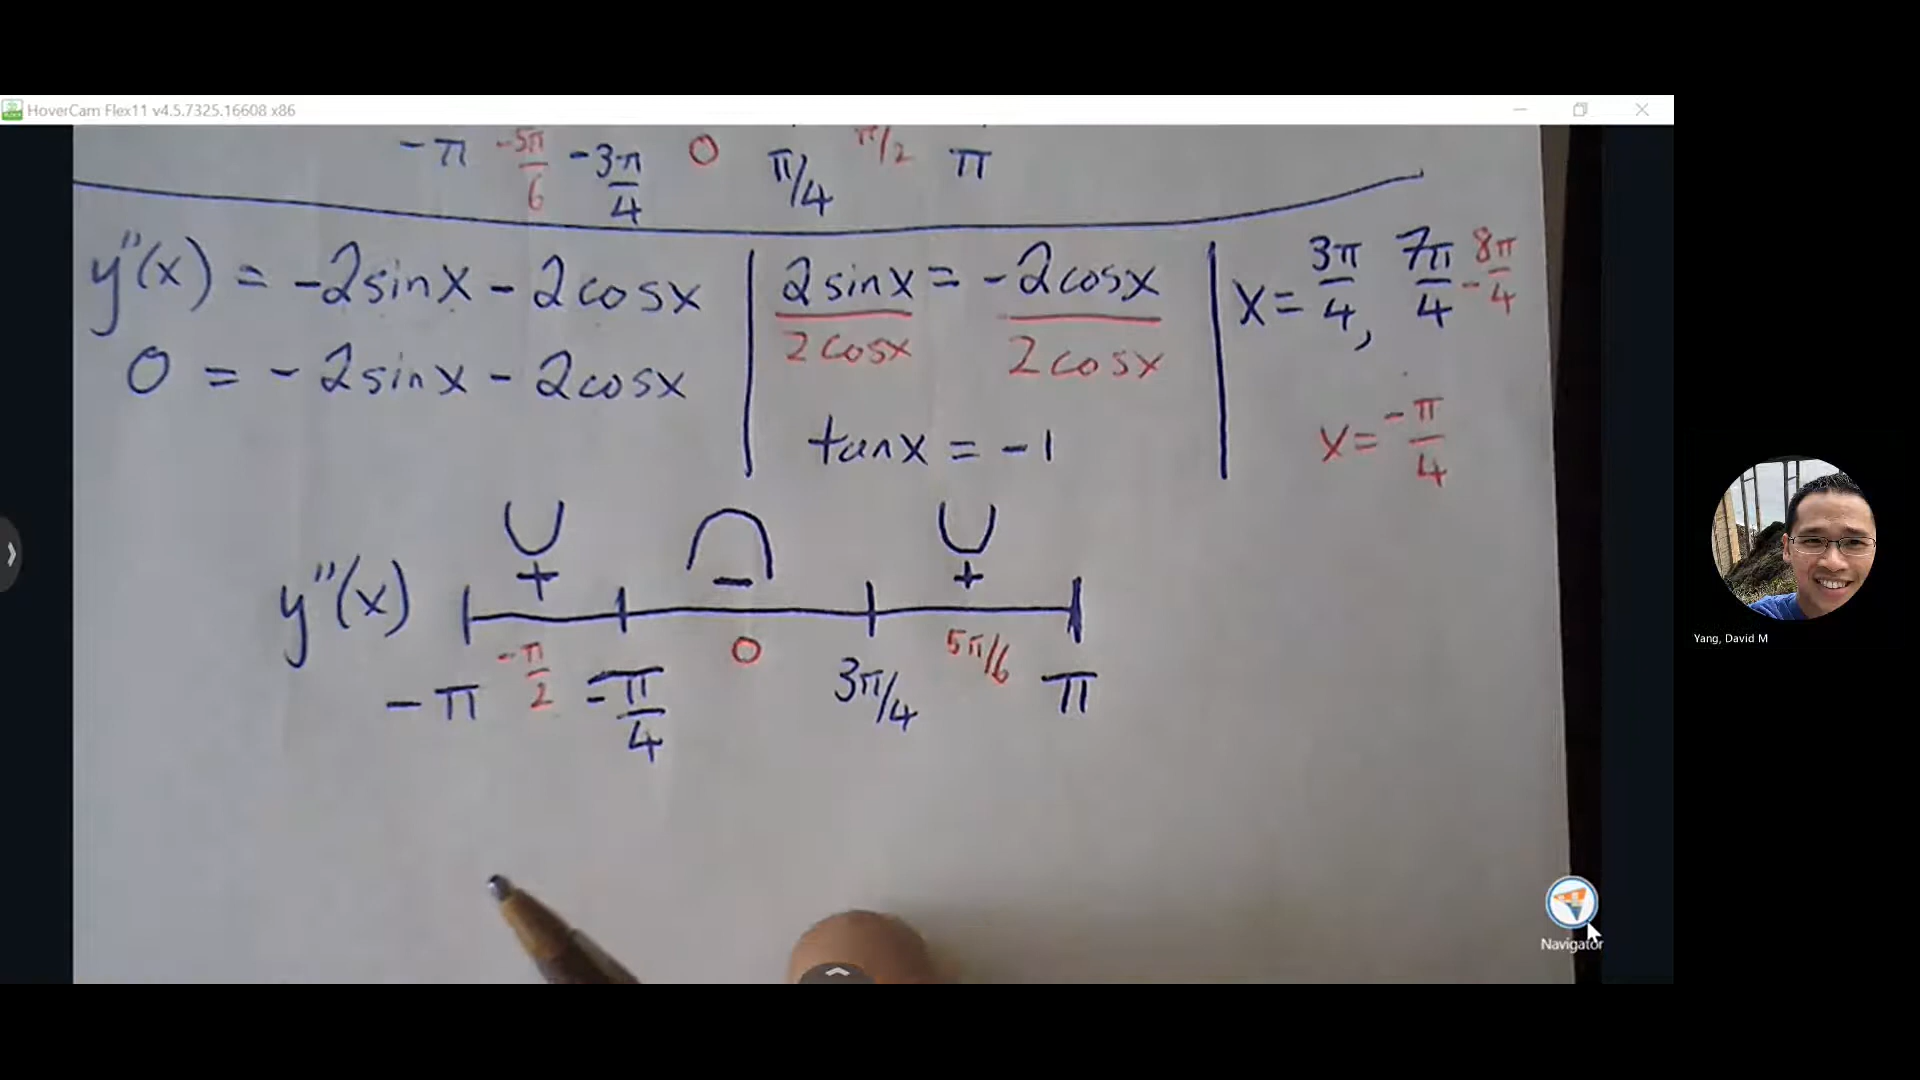 HoverCam Flex11 v4.5.7325.16608 x86
-π -5π/6 -3π/4 0 π/4 π/2 π
y''(x) = -2sinx - 2cosx
0 = -2sinx - 2cosx
2sinx = -2cosx
2cosx 2cosx
tanx = -1
x = 3π/4, 7π/4 - 8π/4
x = -π/4
+ - +
y''(x)
-π -π/2 -π/4 0 3π/4 5π/6 π
Yang, David M
Navigator